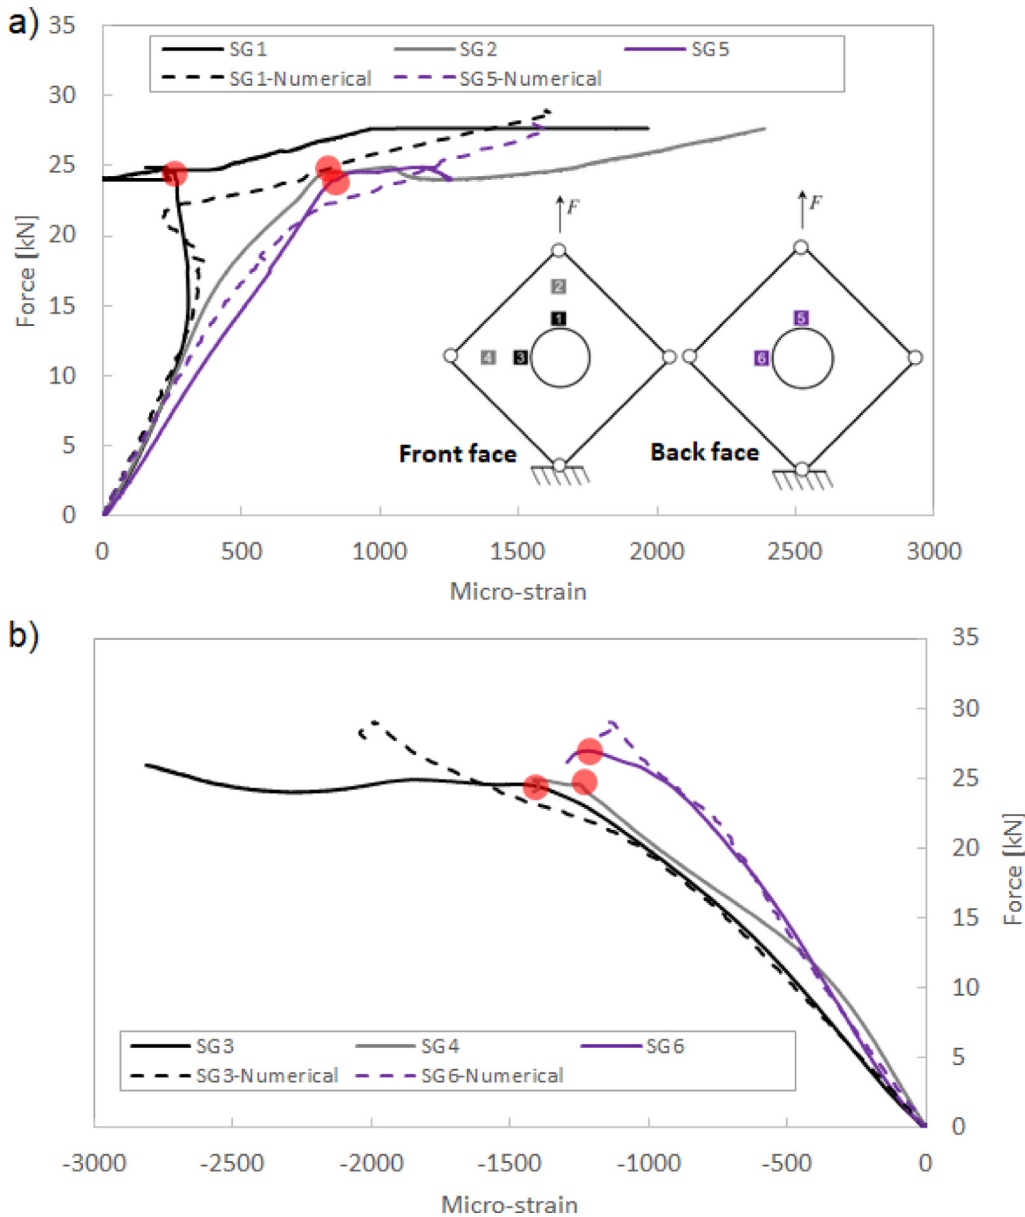 a)
35
SG1 SG2 SG5
SG1-Numerical SG5-Numerical
30
25
20
15
10
5
0
Force [kN]
F F
2
1 5
4 3 6
Front face Back face
0 500 1000 1500 2000 2500 3000
Micro-strain
b)
35
30
25
20
15
10
5
0
Force [kN]
SG3 SG4 SG6
SG3-Numerical SG6-Numerical
-3000 -2500 -2000 -1500 -1000 -500 0
Micro-strain